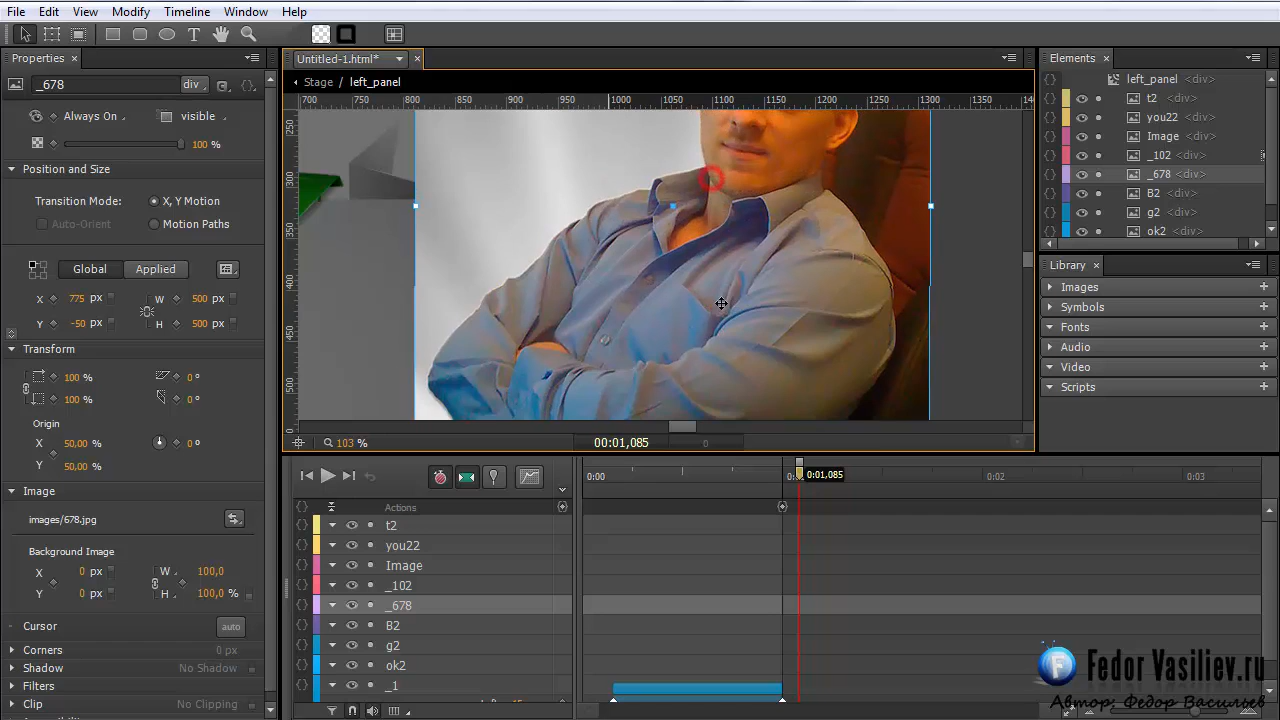 File Edit View Modify Timeline Window Help
Properties
_678 div
Always On visible
100 %
Position and Size
Transition Mode: X, Y Motion
Auto-Orient Motion Paths
Global Applied
X 775 px W 500 px
Y -50 px H 500 px
Transform
100 % 0 °
100 % 0 °
Origin
X 50,00 % 0 °
Y 50,00 %
Image
images/678.jpg
Background Image
X 0 px W 100,0
Y 0 px H 100,0 %
Cursor auto
Corners 0 px
Shadow No Shadow
Filters
Clip No Clipping
Untitled-1.html*
Stage / left_panel
700 800 850 900 950 1000 1050 1100 1150 1200 1250 1300
250
300
350
400
450
500
103 % 00:01,085
0:00 0:01,085 0:02 0:03
Actions
t2
you22
Image
_102
_678
B2
g2
ok2
_1
Elements
left_panel <div>
t2 <div>
you22 <div>
Image <div>
_102 <div>
_678 <div>
B2 <div>
g2 <div>
ok2 <div>
Library
Images
Symbols
Fonts
Audio
Video
Scripts
Fedor Vasiliev.ru
Автор: Федор Васильев